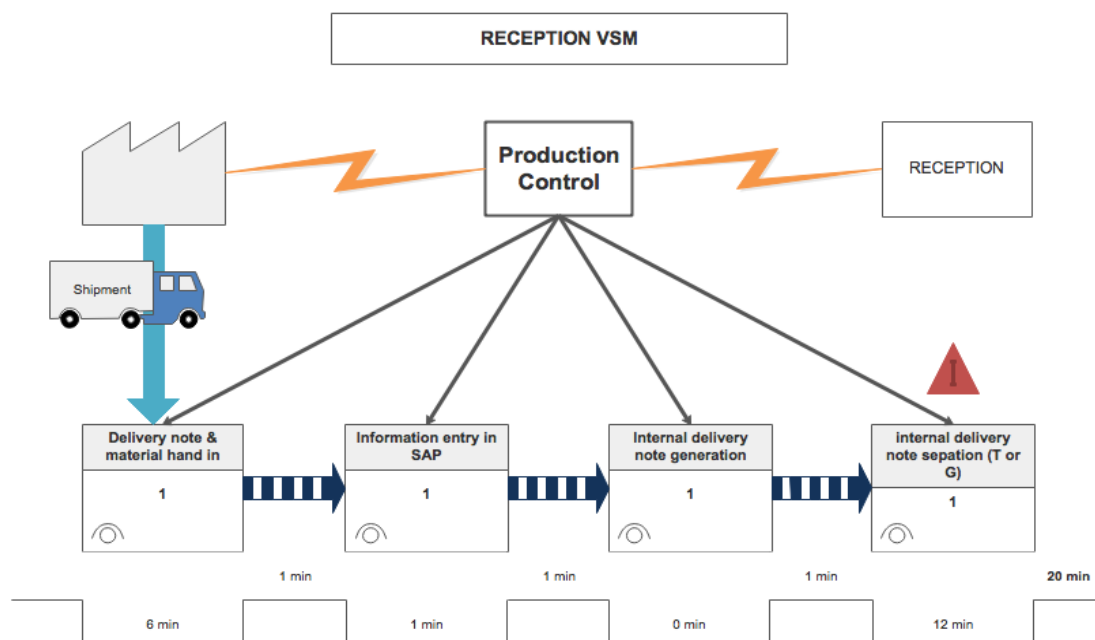 RECEPTION VSM
Production
Control
RECEPTION
Shipment
Delivery note &
material hand in
1
Information entry in
SAP
1
Internal delivery
note generation
1
internal delivery
note sepation (T or
G)
1
I
1 min
1 min
1 min
20 min
6 min
1 min
0 min
12 min